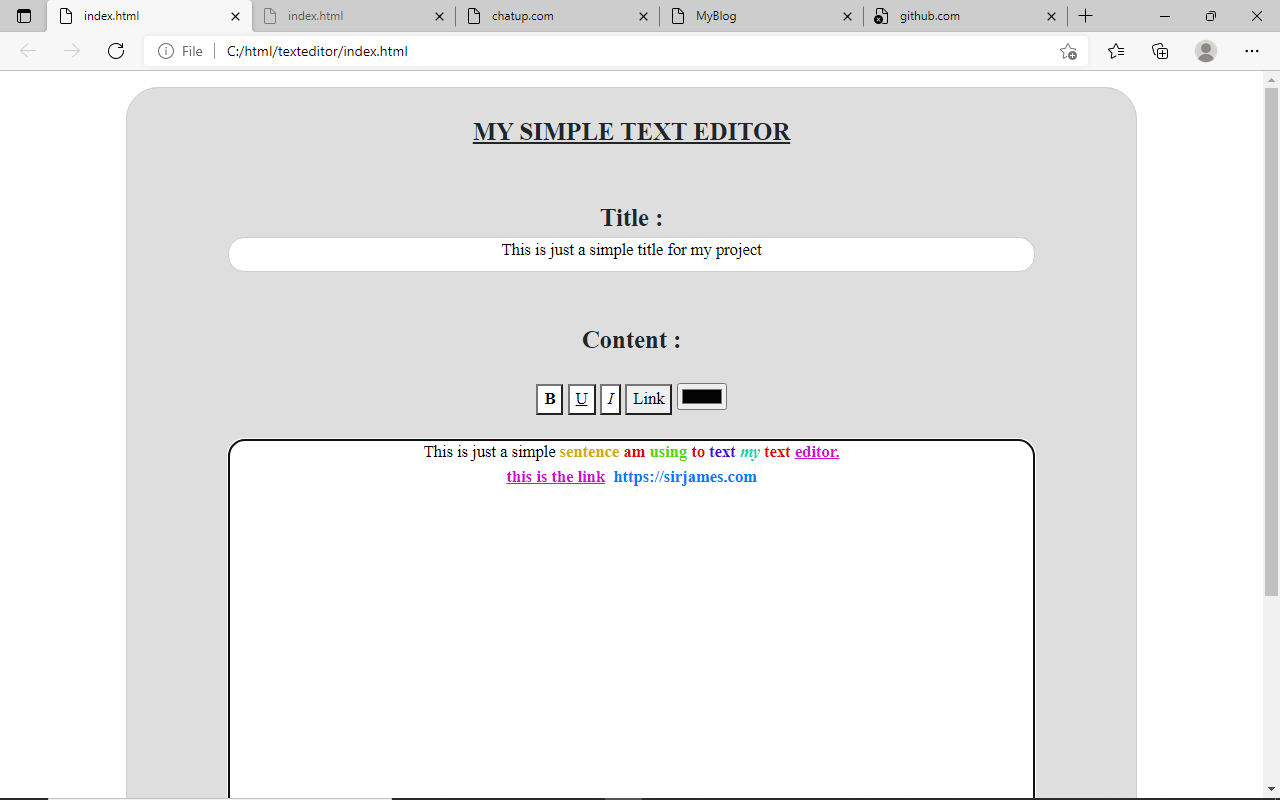 index.html index.html chatup.com MyBlog github.com
File C:/html/texteditor/index.html
MY SIMPLE TEXT EDITOR
Title :
This is just a simple title for my project
Content :
B U I Link
This is just a simple sentence am using to text my text editor.
this is the link https://sirjames.com